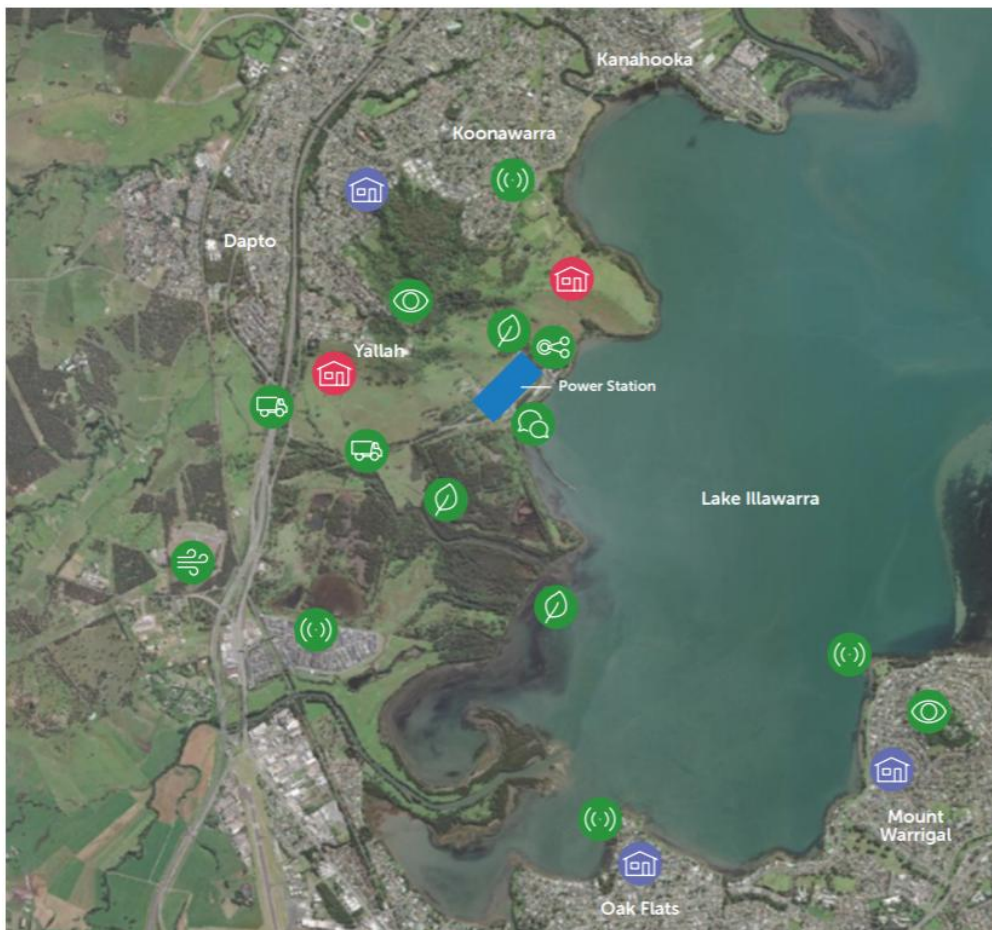 Kanahooka
Koonawarra
Dapto
Yallah
Power Station
Lake Illawarra
Mount
Warrigal
Oak Flats